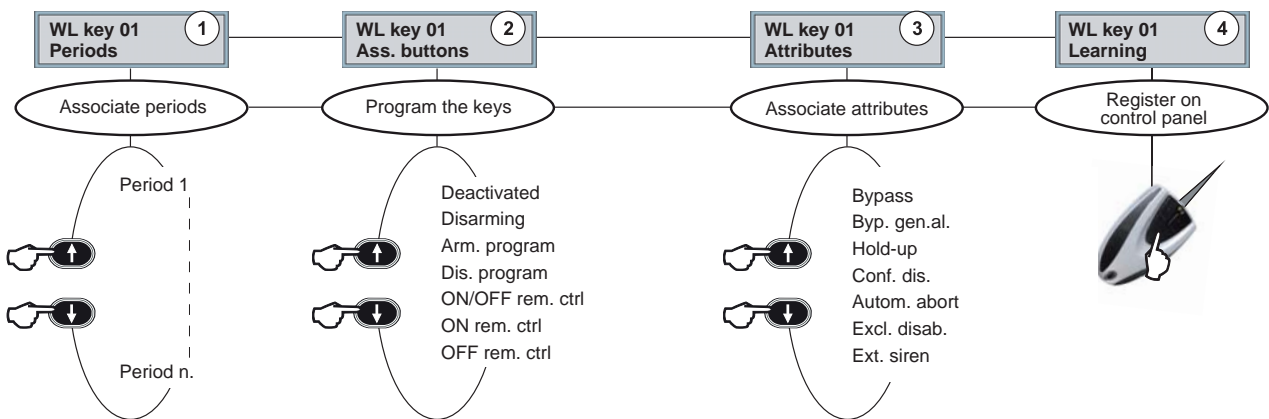 WL key 01
Periods
1
WL key 01
Ass. buttons
2
WL key 01
Attributes
3
WL key 01
Learning
4
Associate periods
Program the keys
Associate attributes
Register on
control panel
Period 1
Period n.
Deactivated
Disarming
Arm. program
Dis. program
ON/OFF rem. ctrl
ON rem. ctrl
OFF rem. ctrl
Bypass
Byp. gen.al.
Hold-up
Conf. dis.
Autom. abort
Excl. disab.
Ext. siren